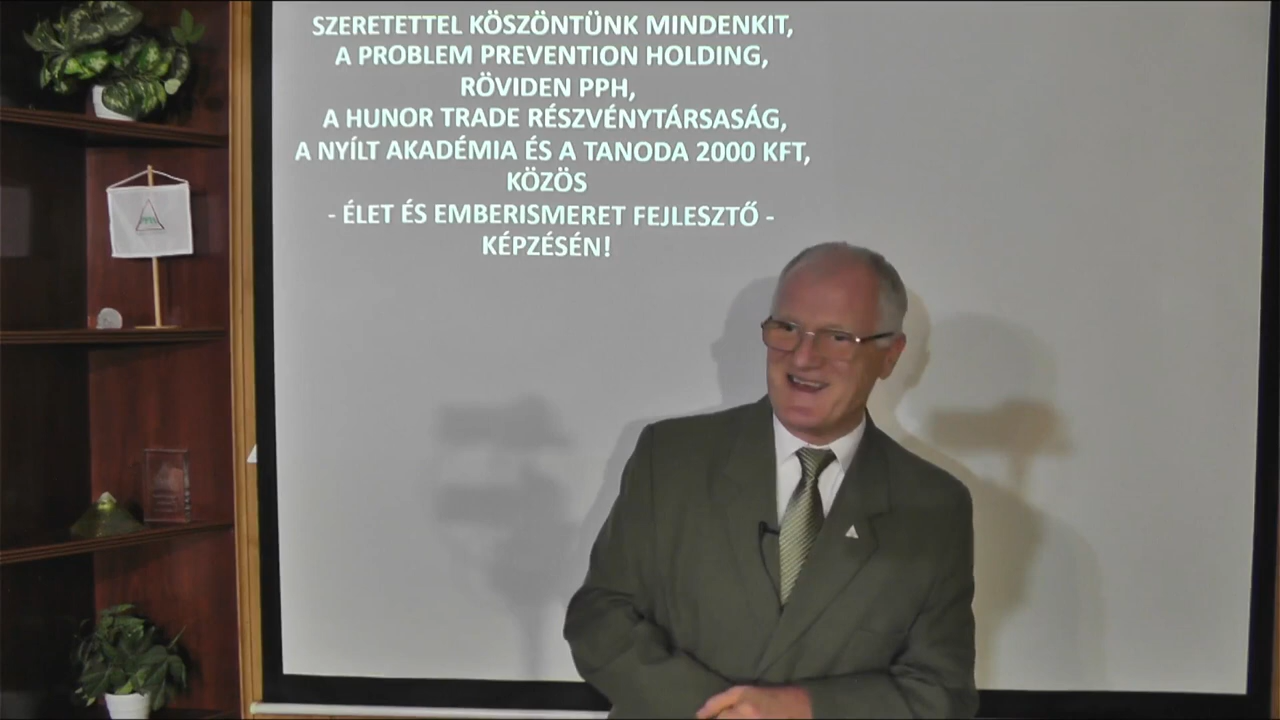 SZERETETTEL KÖSZÖNTÜNK MINDENKIT,
A PROBLEM PREVENTION HOLDING,
RÖVIDEN PPH,
A HUNOR TRADE RÉSZVÉNYTÁRSASÁG,
A NYÍLT AKADÉMIA ÉS A TANODA 2000 KFT,
KÖZÖS
- ÉLET ÉS EMBERISMERET FEJLESZTŐ -
KÉPZÉSÉN!